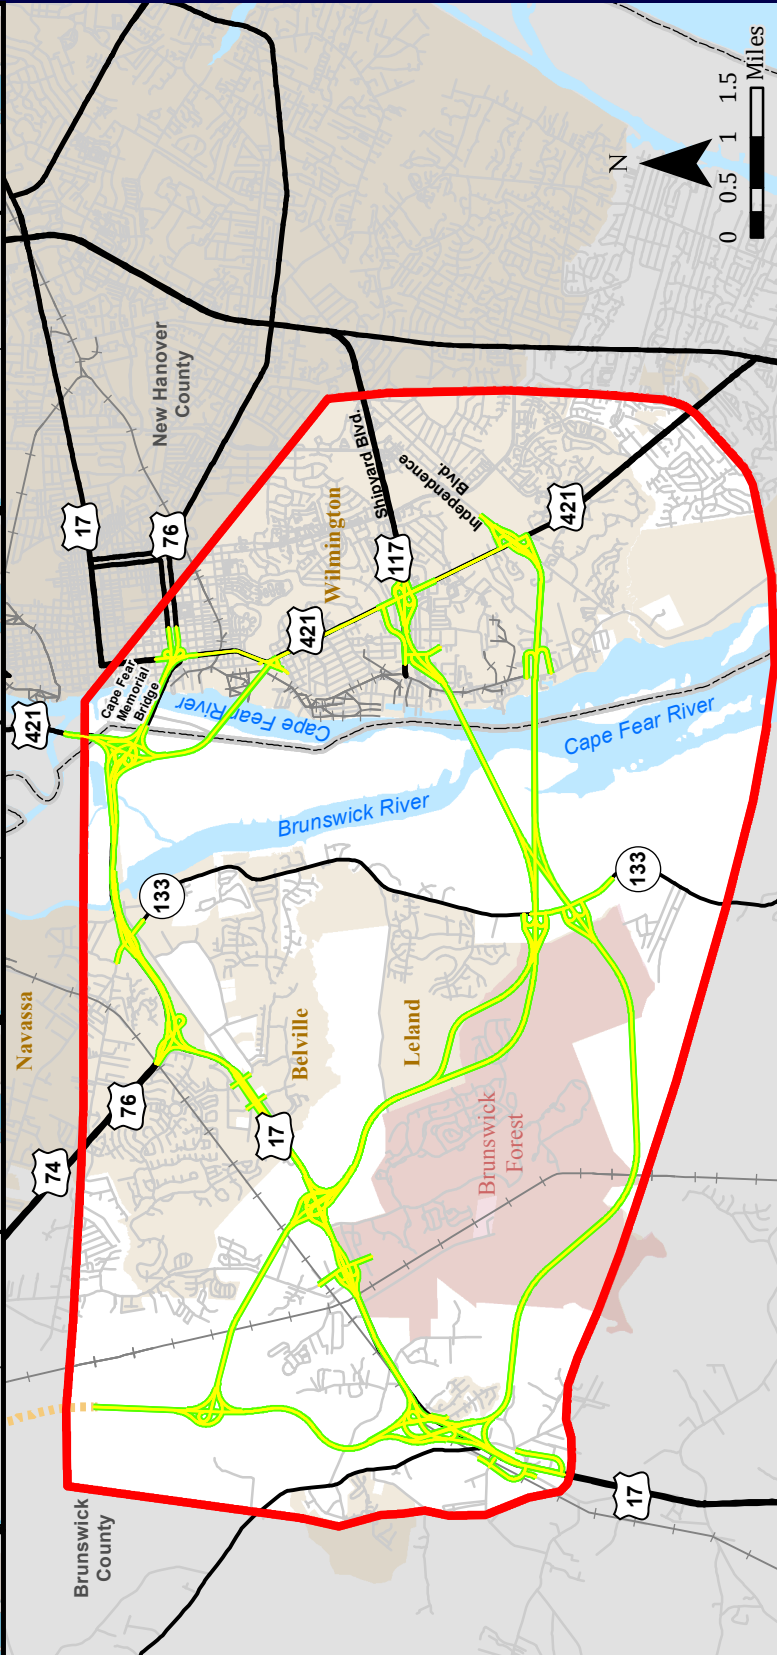 Brunswick
County
Navassa
74
76
17
17
Belville
Leland
Brunswick
Forest
133
133
Brunswick River
Cape Fear River
Cape Fear River
421
Cape Fear
Memorial
Bridge
17
76
New Hanover
County
Wilmington
421
117
Shipyard Blvd.
Independence
Blvd.
421
N
0 0.5 1 1.5
Miles